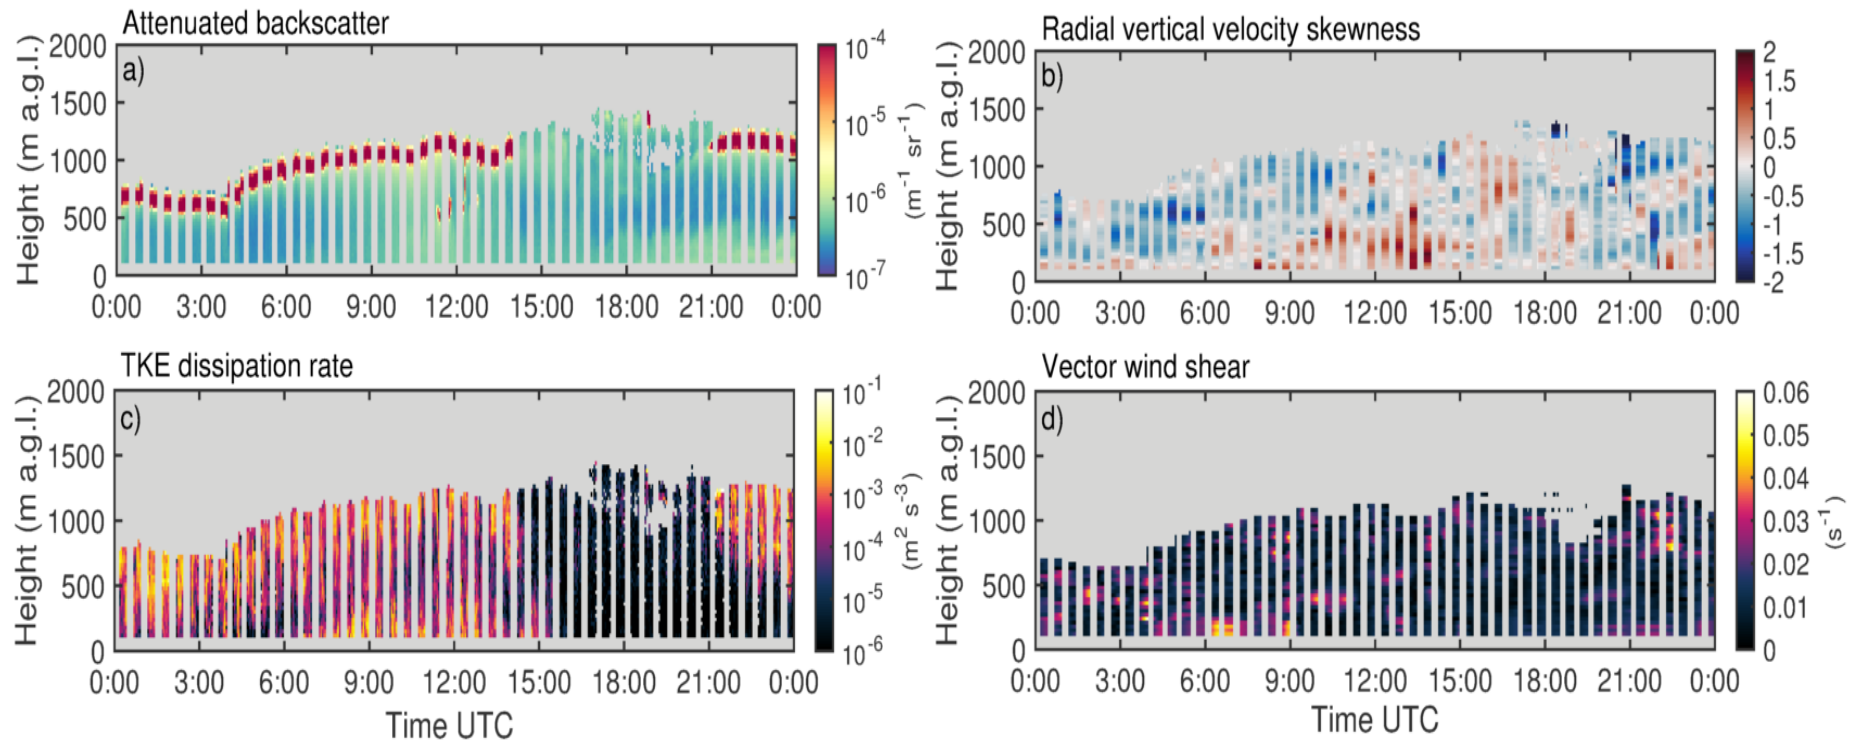 Attenuated backscatter
a)
Height (m a.g.l.)
2000
1500
1000
500
0
0:00 3:00 6:00 9:00 12:00 15:00 18:00 21:00 0:00
10-4
10-5
10-6
10-7
(m-1 sr-1)
Radial vertical velocity skewness
b)
Height (m a.g.l.)
2000
1500
1000
500
0
0:00 3:00 6:00 9:00 12:00 15:00 18:00 21:00 0:00
2
1.5
1
0.5
0
-0.5
-1
-1.5
-2
TKE dissipation rate
c)
Height (m a.g.l.)
2000
1500
1000
500
0
0:00 3:00 6:00 9:00 12:00 15:00 18:00 21:00 0:00
Time UTC
10-1
10-2
10-3
10-4
10-5
10-6
(m2 s-3)
Vector wind shear
d)
Height (m a.g.l.)
2000
1500
1000
500
0
0:00 3:00 6:00 9:00 12:00 15:00 18:00 21:00 0:00
Time UTC
0.06
0.05
0.04
0.03
0.02
0.01
0
(s-1)